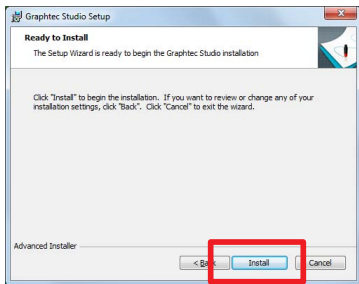 Graphtec Studio Setup
Ready to Install
The Setup Wizard is ready to begin the Graphtec Studio installation
Click "Install" to begin the installation. If you want to review or change any of your
installation settings, click "Back". Click "Cancel" to exit the wizard.
Advanced Installer
< Back Install Cancel